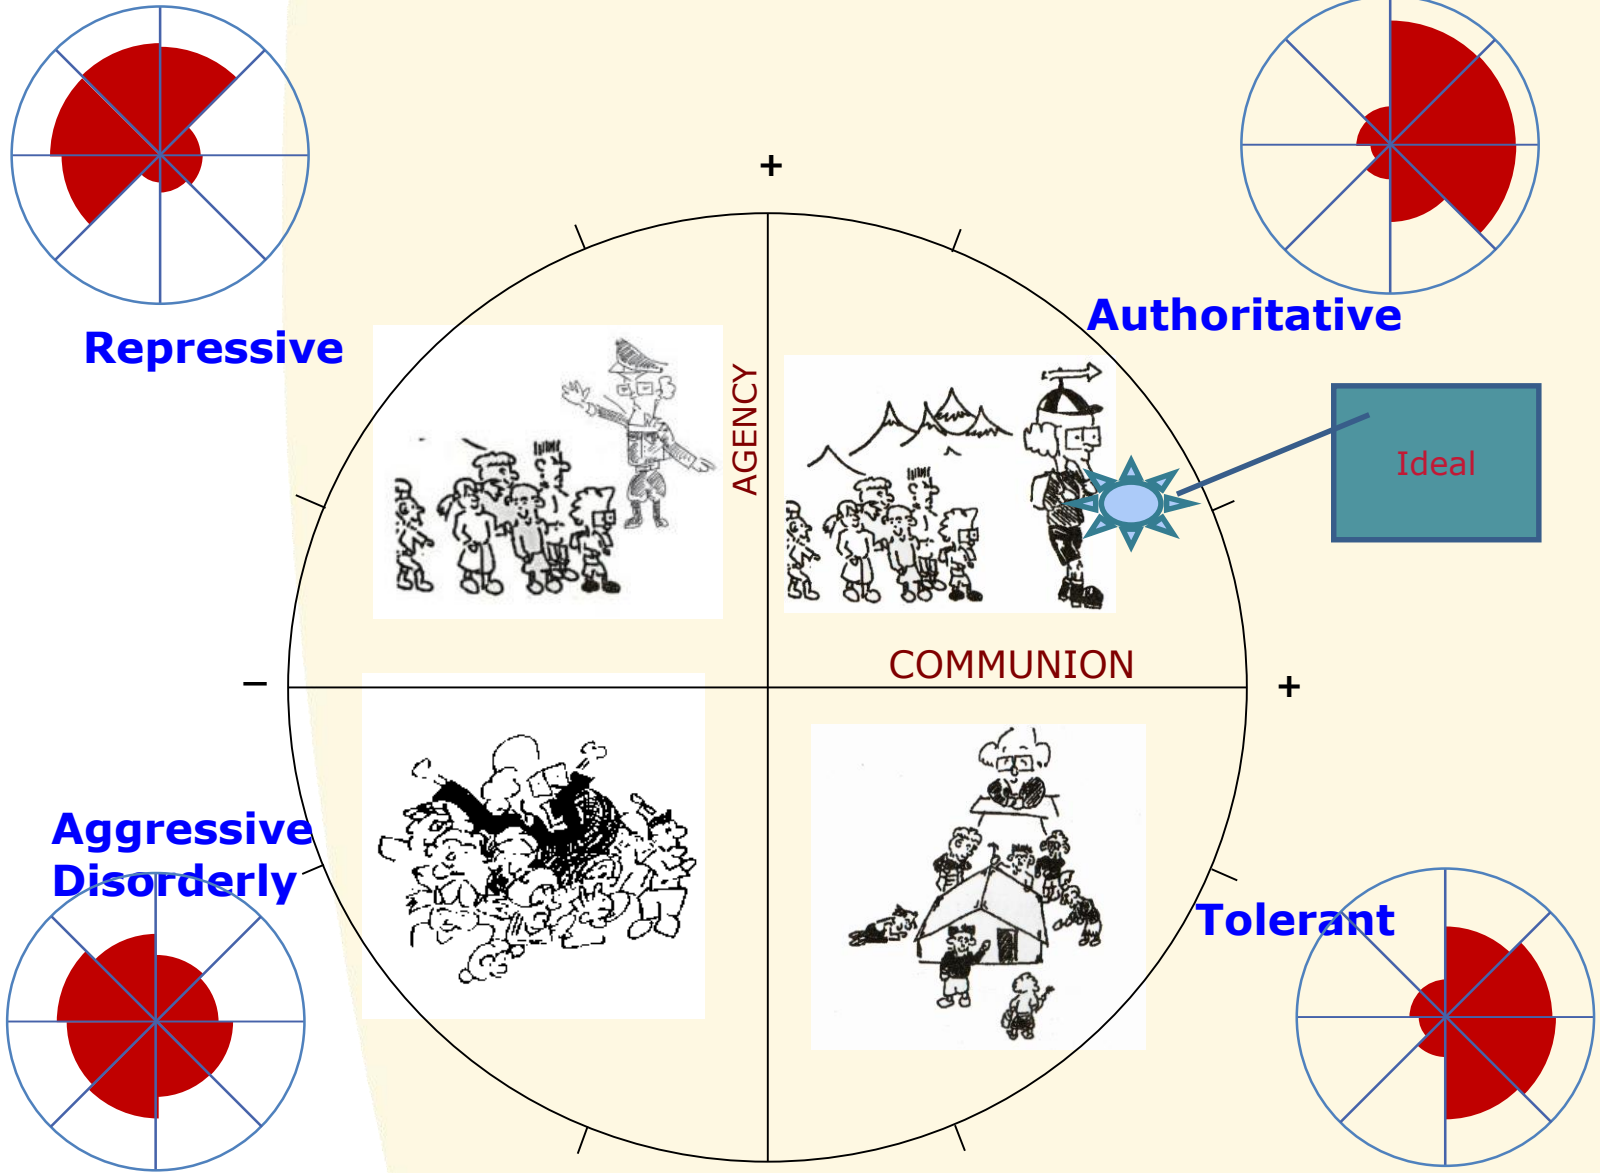 +
Authoritative
Repressive
AGENCY
Ideal
COMMUNION
–
+
Aggressive
Disorderly
Tolerant